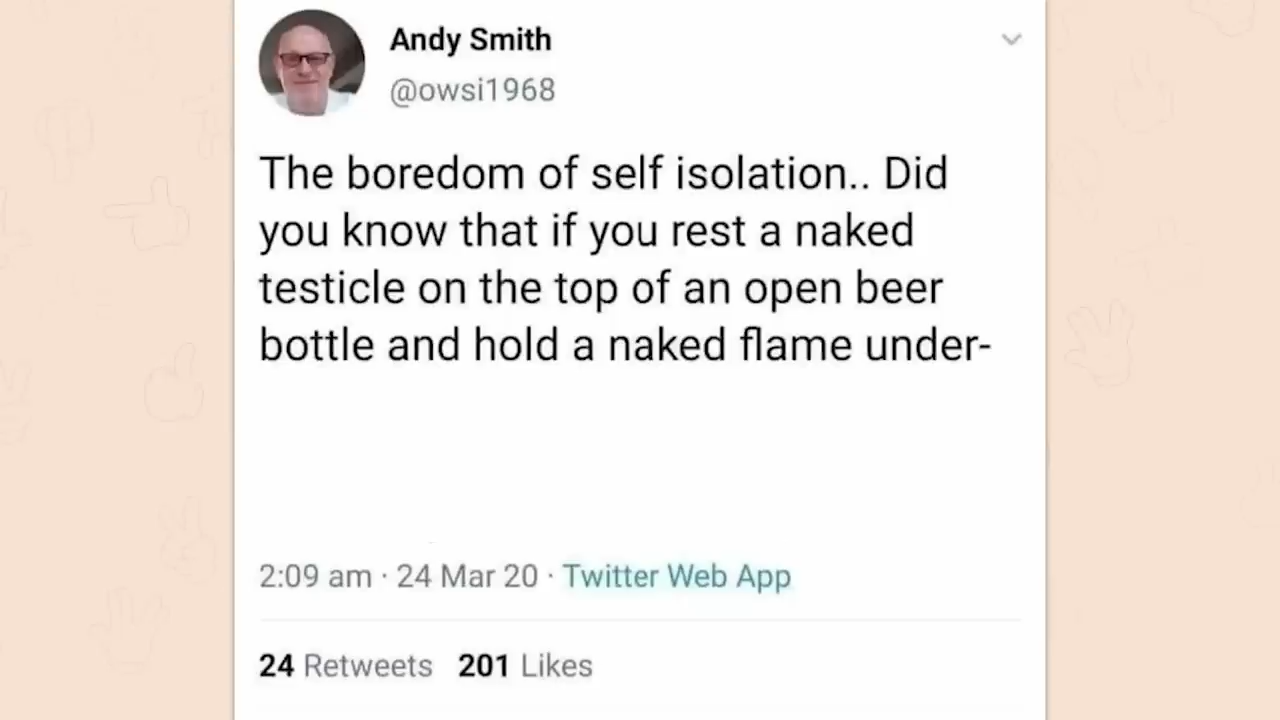 Andy Smith
@owsi1968
The boredom of self isolation.. Did
you know that if you rest a naked
testicle on the top of an open beer
bottle and hold a naked flame under-
2:09 am · 24 Mar 20 · Twitter Web App
24 Retweets 201 Likes